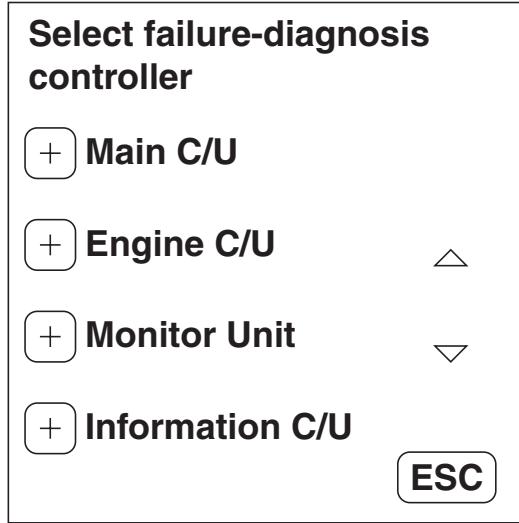 Select failure-diagnosis
controller
+ Main C/U
+ Engine C/U
+ Monitor Unit
+ Information C/U
ESC